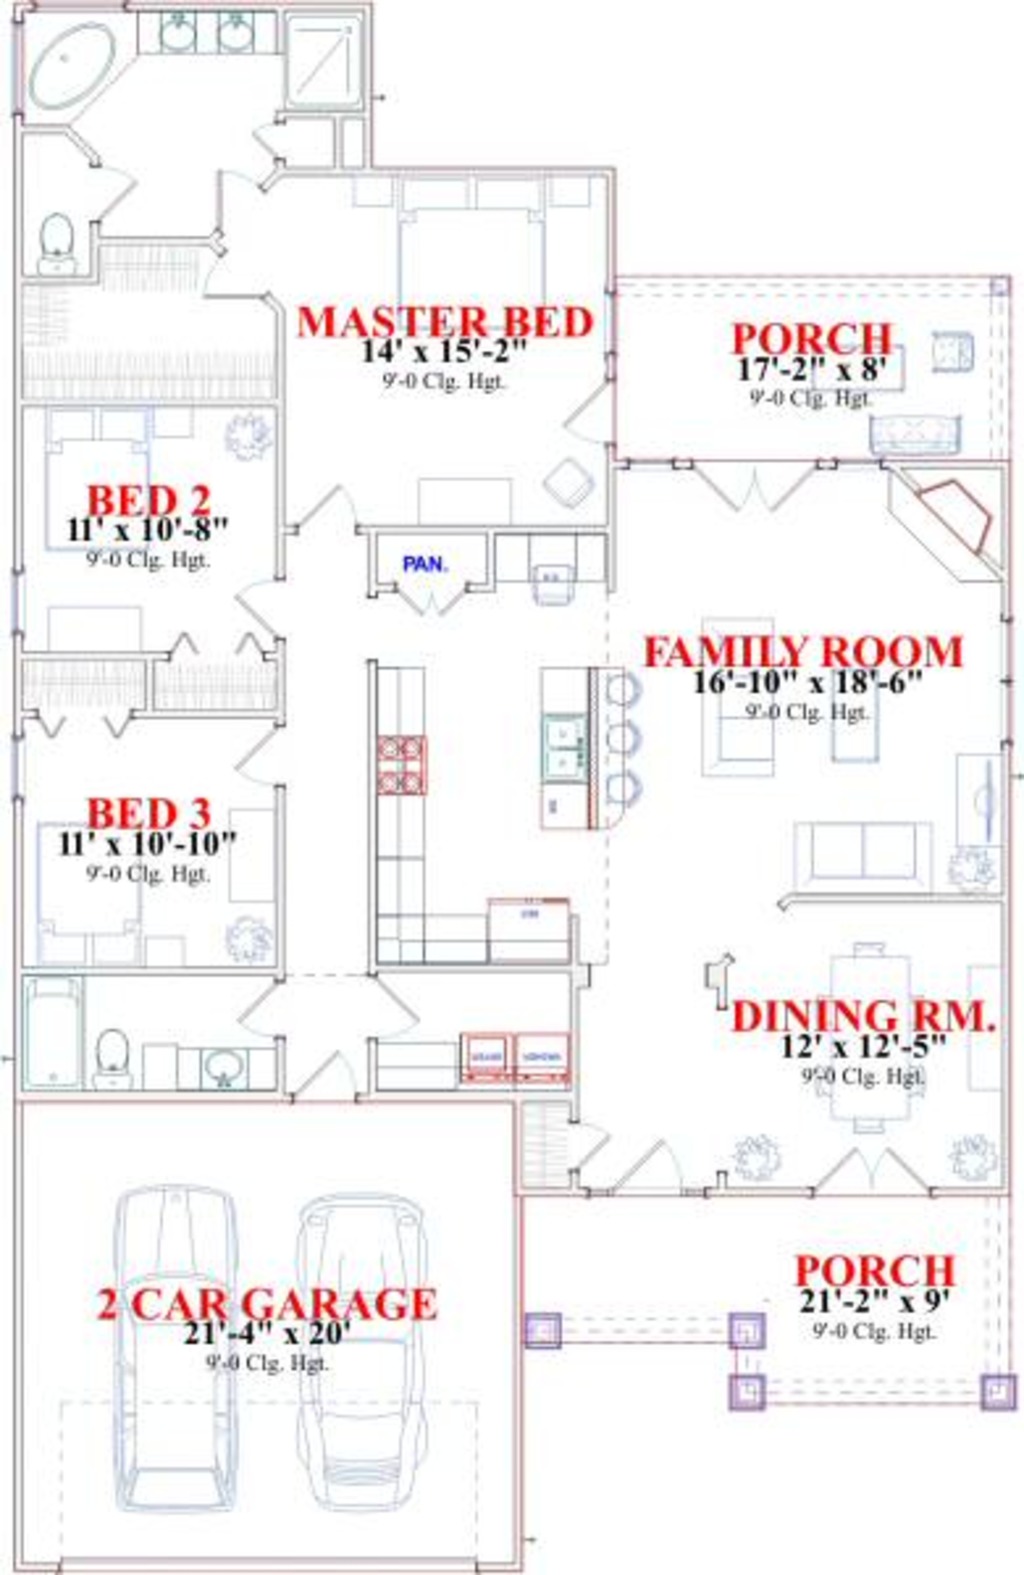 MASTER BED
14' x 15'-2"
9'-0 Clg. Hgt.
PORCH
17'-2" x 8'
9'-0 Clg. Hgt.
BED 2
11' x 10'-8"
9'-0 Clg. Hgt.
PAN.
FAMILY ROOM
16'-10" x 18'-6"
9'-0 Clg. Hgt.
BED 3
11' x 10'-10"
9'-0 Clg. Hgt.
DINING RM.
12' x 12'-5"
9'-0 Clg. Hgt.
2 CAR GARAGE
21'-4" x 20'
9'-0 Clg. Hgt.
PORCH
21'-2" x 9'
9'-0 Clg. Hgt.